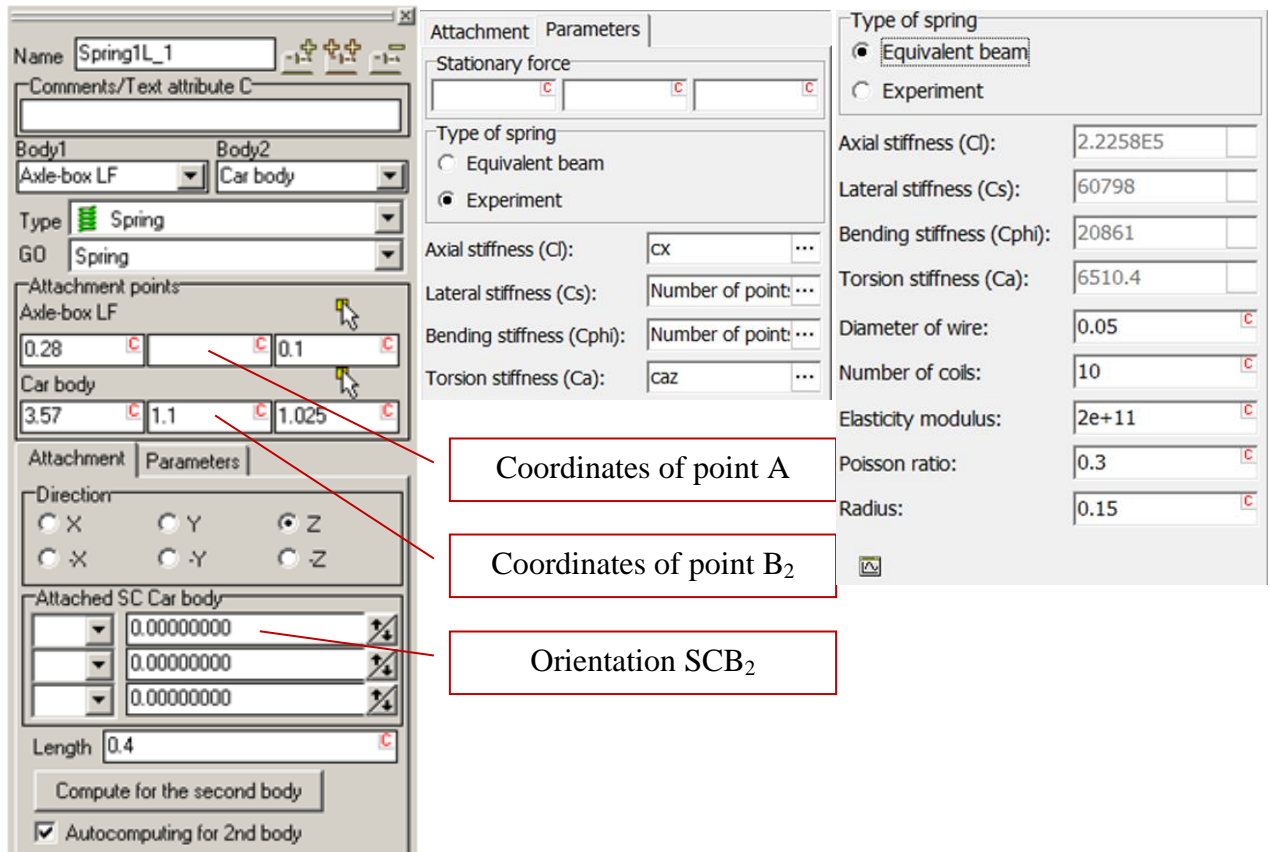 Name Spring1L_1
Comments/Text attribute C
Body1 Body2
Axle-box LF Car body
Type Spring
GO Spring
Attachment points
Axle-box LF
0.28 C C 0.1 C
Car body
3.57 C 1.1 C 1.025 C
Attachment Parameters
Direction
X Y Z
-X -Y -Z
Attached SC Car body
0.00000000
0.00000000
0.00000000
Length 0.4 C
Compute for the second body
Autocomputing for 2nd body
Attachment Parameters
Stationary force
C C C
Type of spring
Equivalent beam
Experiment
Axial stiffness (Cl): cx ...
Lateral stiffness (Cs): Number of point: ...
Bending stiffness (Cphi): Number of point: ...
Torsion stiffness (Ca): caz ...
Coordinates of point A
Coordinates of point B₂
Orientation SCB₂
Type of spring
Equivalent beam
Experiment
Axial stiffness (Cl): 2.2258E5
Lateral stiffness (Cs): 60798
Bending stiffness (Cphi): 20861
Torsion stiffness (Ca): 6510.4
Diameter of wire: 0.05 C
Number of coils: 10 C
Elasticity modulus: 2e+11 C
Poisson ratio: 0.3 C
Radius: 0.15 C